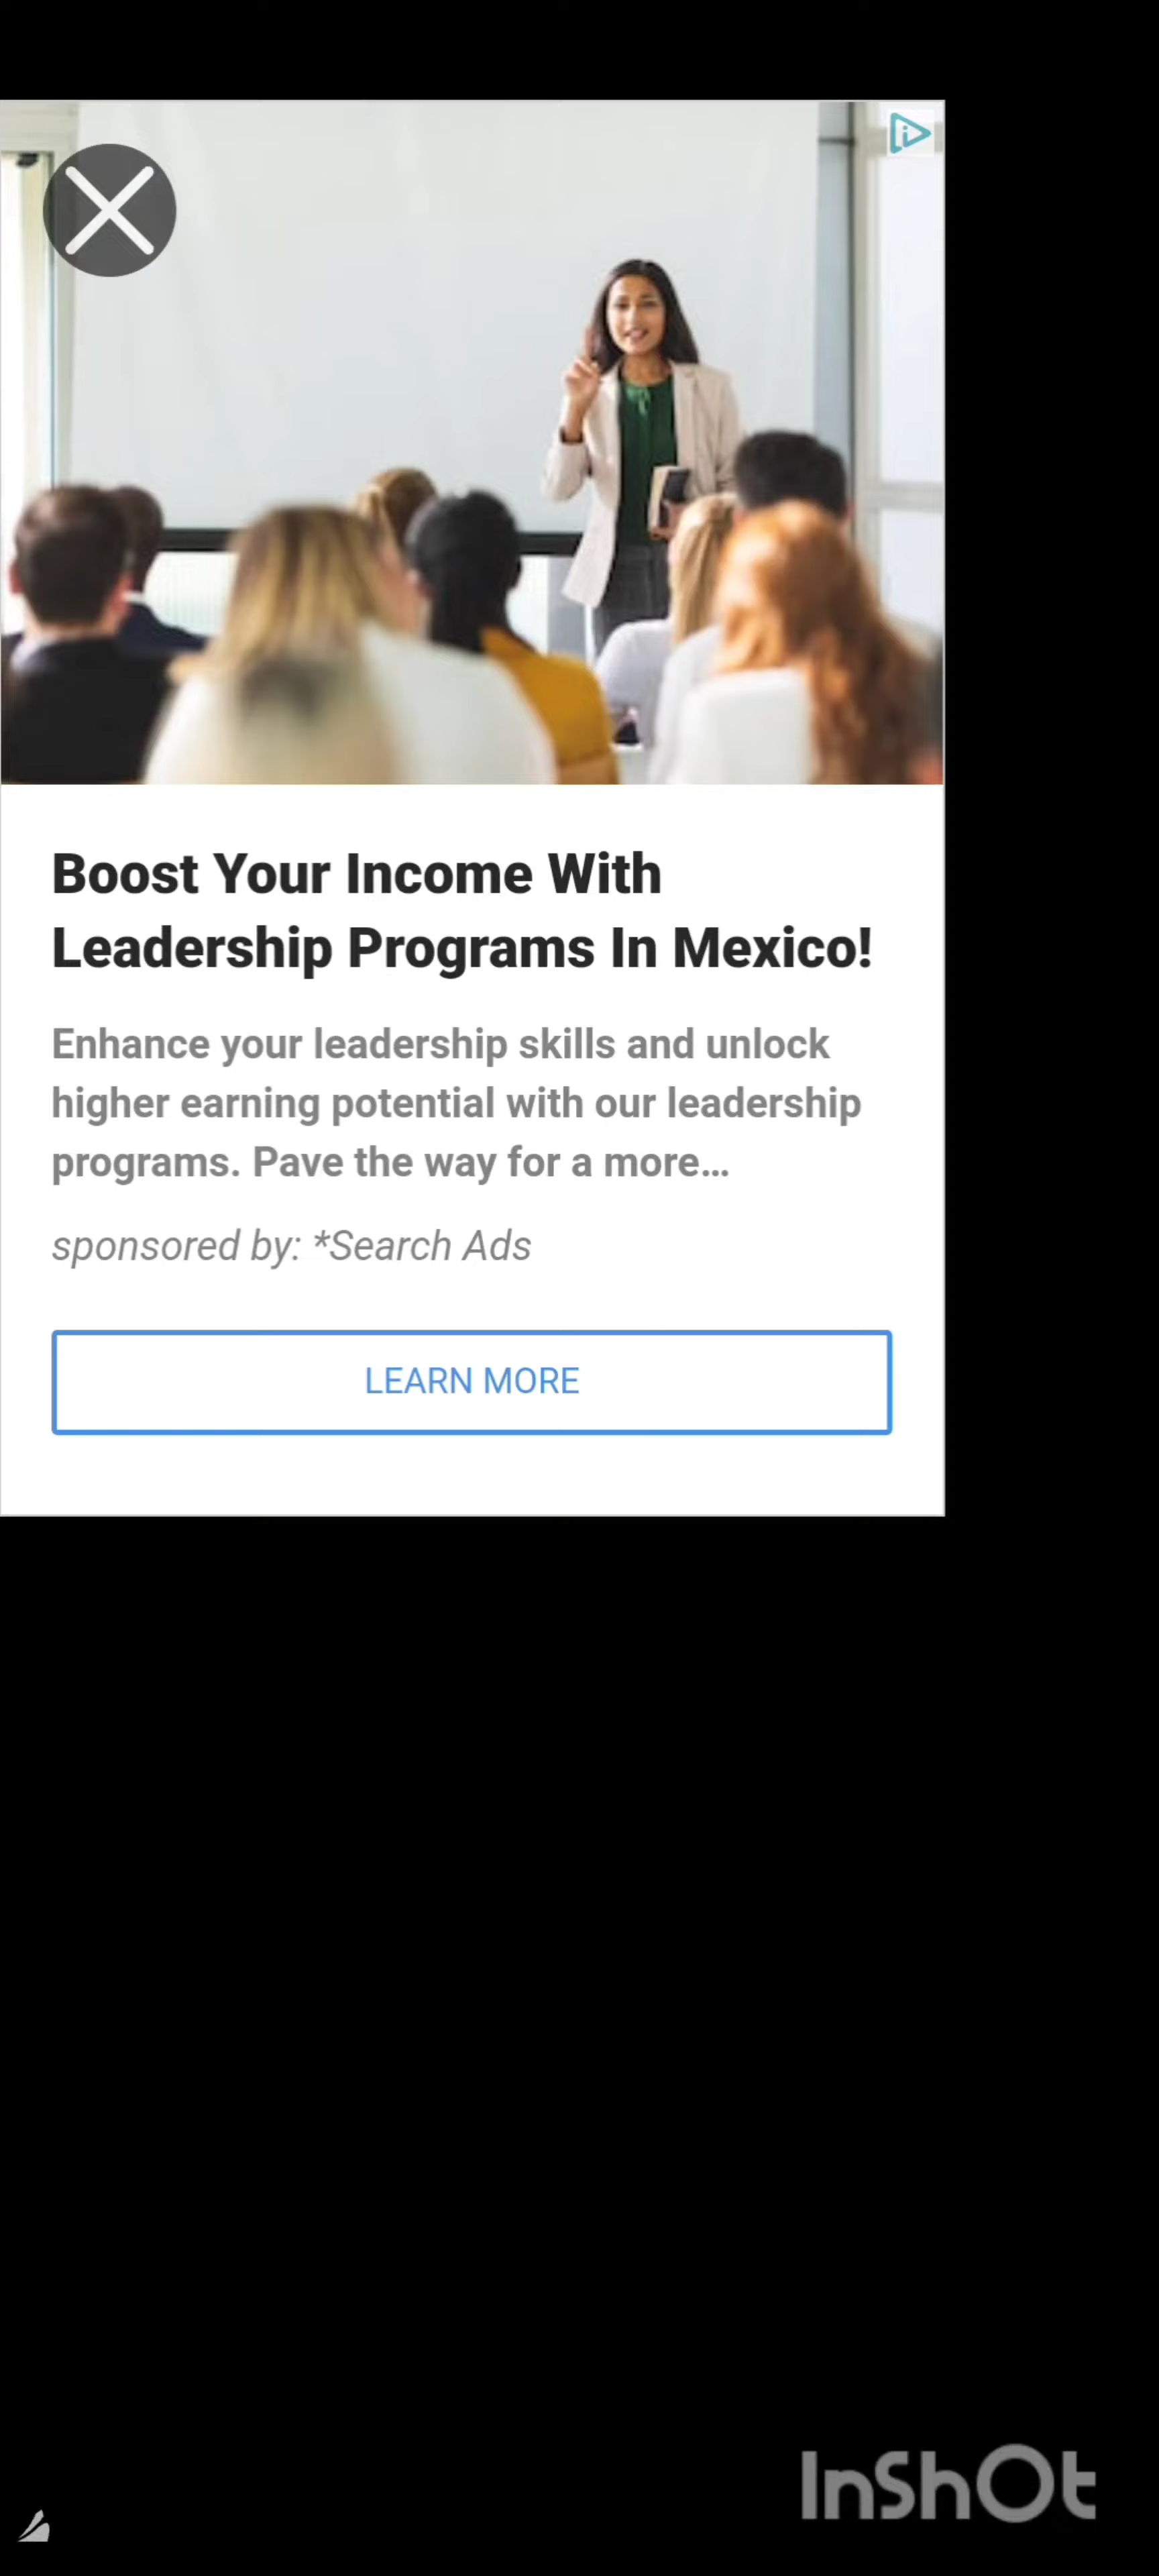 Boost Your Income With
Leadership Programs In Mexico!
Enhance your leadership skills and unlock
higher earning potential with our leadership
programs. Pave the way for a more...
sponsored by: *Search Ads
LEARN MORE
InShOt